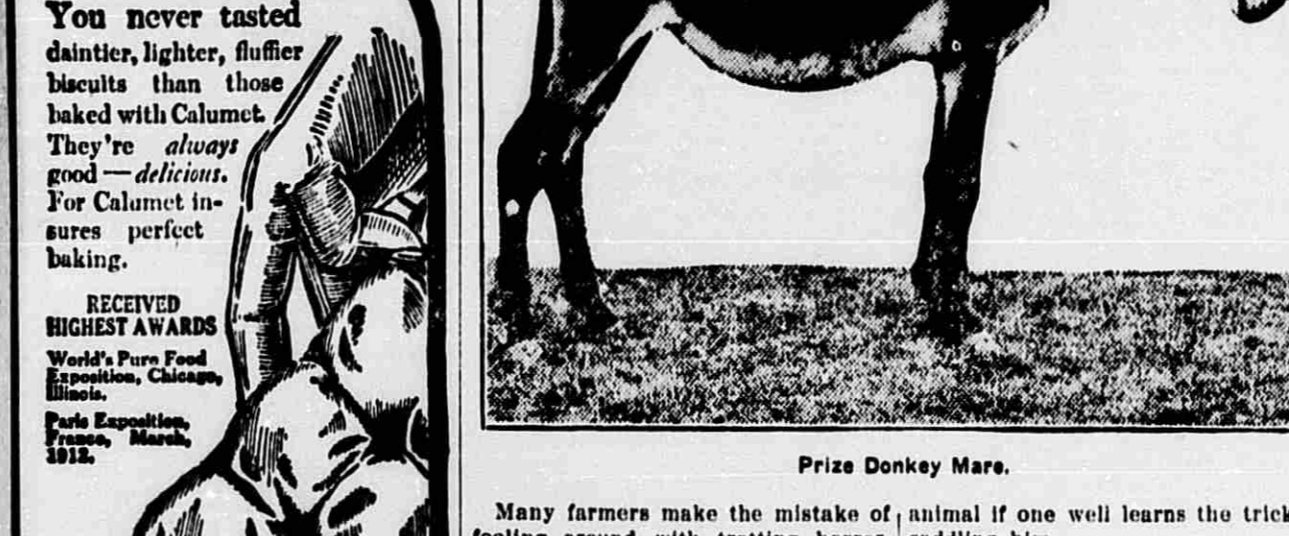 You never tasted
daintier, lighter, fluffier
biscuits than those
baked with Calumet.
They're always
good — delicious.
For Calumet in-
sures perfect
baking.
RECEIVED
HIGHEST AWARDS
World's Pure Food
Exposition, Chicago,
Illinois.
Paris Exposition,
France, March,
1912.
Prize Donkey Mare.
Many farmers make the mistake of
animal if one well learns the trick